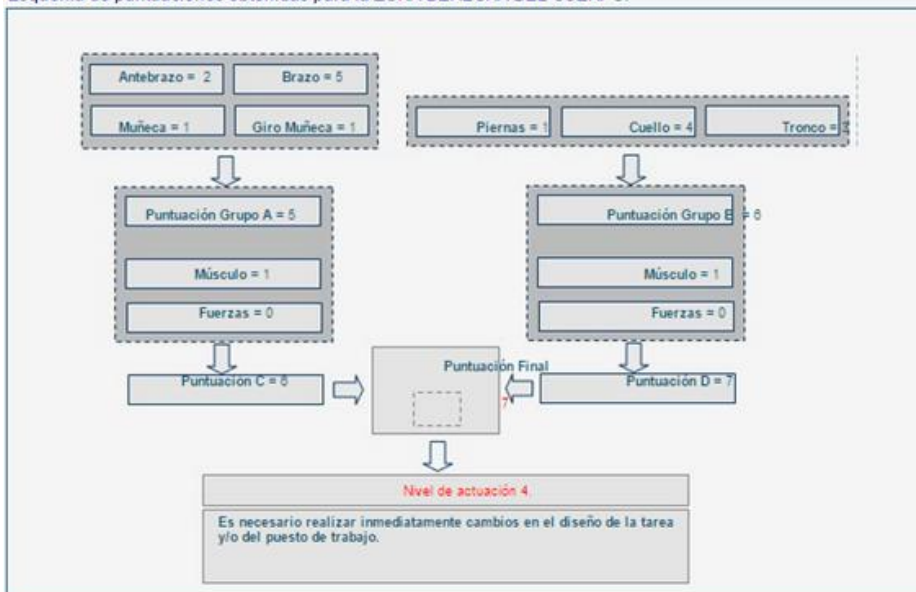 Antebrazo = 2
Brazo = 5
Muñeca = 1
Giro Muñeca = 1
Piernas = 1
Cuello = 4
Tronco =
Puntuación Grupo A = 5
Músculo = 1
Fuerzas = 0
Puntuación Grupo B = 6
Músculo = 1
Fuerzas = 0
Puntuación C = 6
Puntuación Final
7
Puntuación D = 7
Nivel de actuación 4.
Es necesario realizar inmediatamente cambios en el diseño de la tarea
y/o del puesto de trabajo.